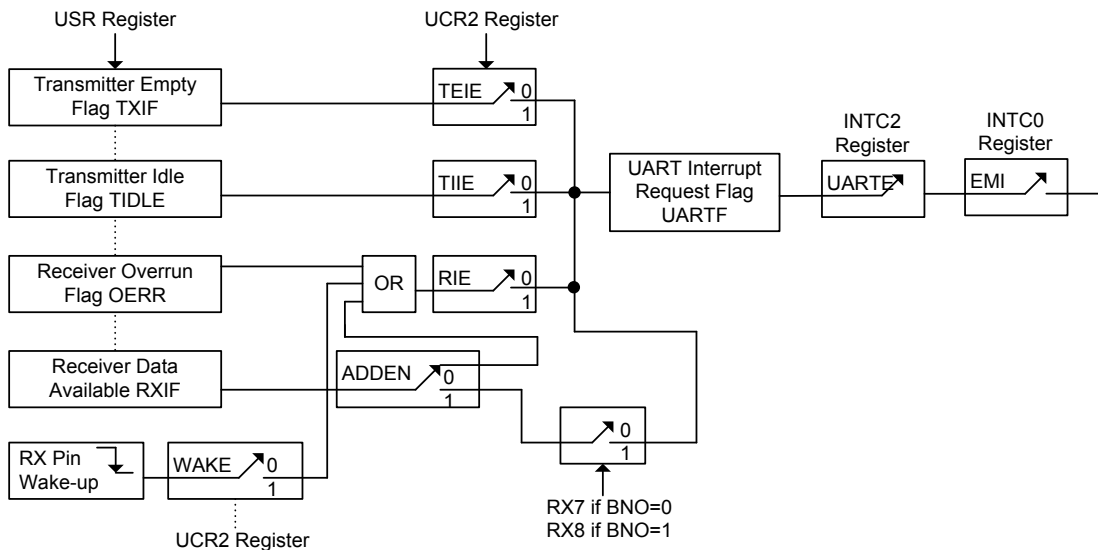 USR Register
UCR2 Register
Transmitter Empty
Flag TXIF
TEIE
0
1
INTC2
Register
INTC0
Register
Transmitter Idle
Flag TIDLE
TIIE
0
1
UART Interrupt
Request Flag
UARTF
UARTE
EMI
Receiver Overrun
Flag OERR
OR
RIE
0
1
Receiver Data
Available RXIF
ADDEN
0
1
0
1
RX Pin
Wake-up
WAKE
0
1
RX7 if BNO=0
RX8 if BNO=1
UCR2 Register